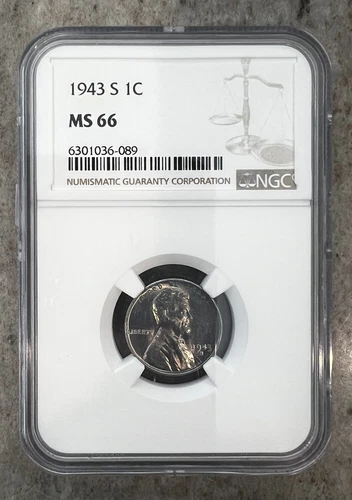 1943 S 1C
MS 66
6301036-089
NUMISMATIC GUARANTY CORPORATION
NGC
LIBERTY
1943
S